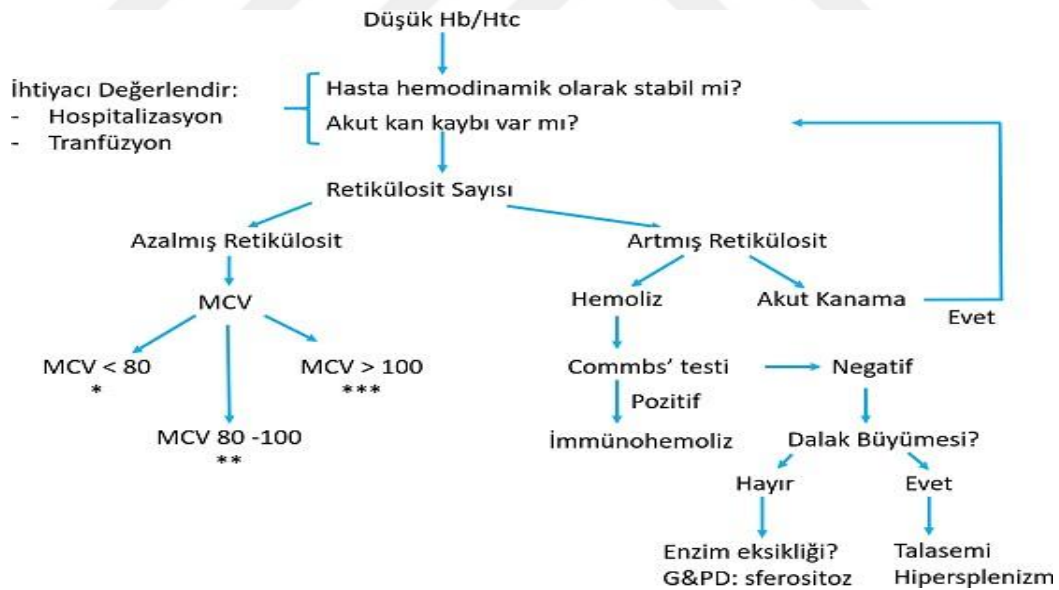 Düşük Hb/Htc
İhtiyacı Değerlendir:
- Hospitalizasyon
- Tranfüzyon
Hasta hemodinamik olarak stabil mi?
Akut kan kaybı var mı?
Retikülosit Sayısı
Azalmış Retikülosit
Artmış Retikülosit
MCV
Hemoliz
Akut Kanama
Evet
MCV < 80
*
MCV > 100
***
MCV 80 -100
**
Commbs’ testi
Negatif
Pozitif
İmmünohemoliz
Dalak Büyümesi?
Hayır
Evet
Enzim eksikliği?
G&PD: sferositoz
Talasemi
Hipersplenizm